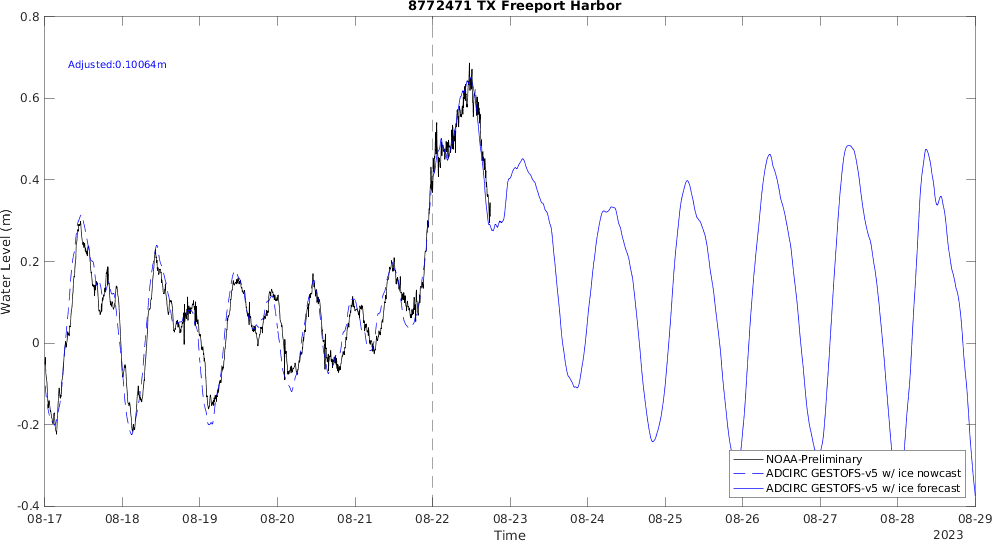 8772471 TX Freeport Harbor
Adjusted:0.10064m
Water Level (m)
0.8
0.6
0.4
0.2
0
-0.2
-0.4
NOAA-Preliminary
ADCIRC GESTOFS-v5 w/ ice nowcast
ADCIRC GESTOFS-v5 w/ ice forecast
08-17 08-18 08-19 08-20 08-21 08-22 08-23 08-24 08-25 08-26 08-27 08-28 08-29
Time
2023